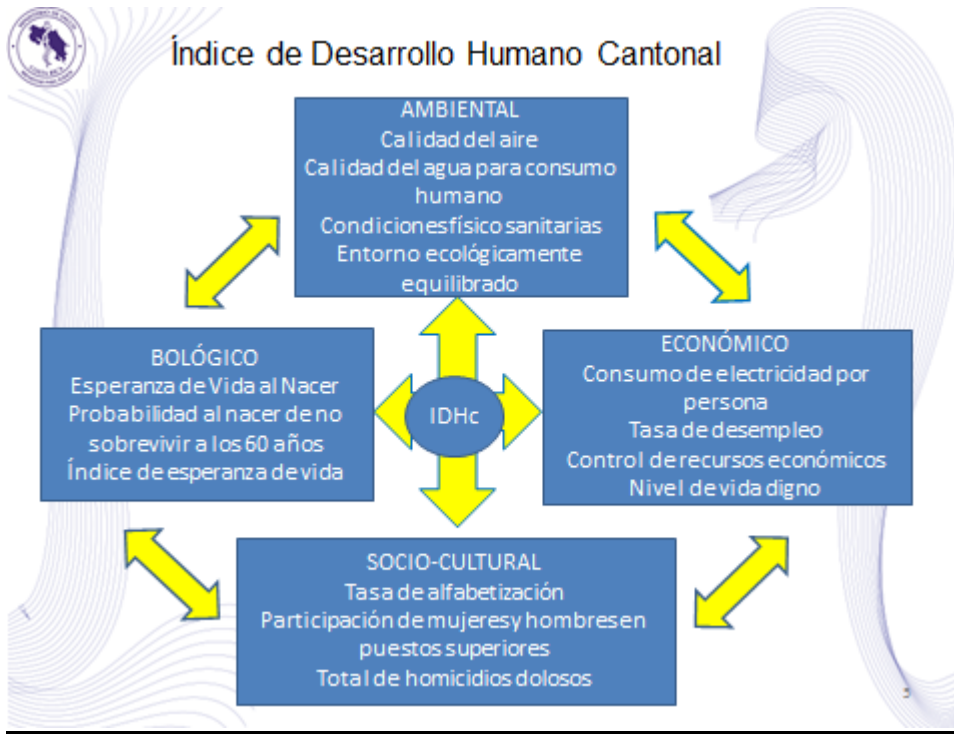 Índice de Desarrollo Humano Cantonal
AMBIENTAL
Calidad del aire
Calidad del agua para consumo
humano
Condicionesfísico sanitarias
Entorno ecológicamente
equilibrado
BOLÓGICO
Esperanza de Vida al Nacer
Probabilidad al nacer de no
sobrevivir a los 60 años
Índice de esperanza de vida
IDHc
ECONÓMICO
Consumo de electricidad por
persona
Tasa de desempleo
Control de recursos económicos
Nivel de vida digno
SOCIO-CULTURAL
Tasa de alfabetización
Participación de mujeresy hombres en
puestos superiores
Total de homicidios dolosos